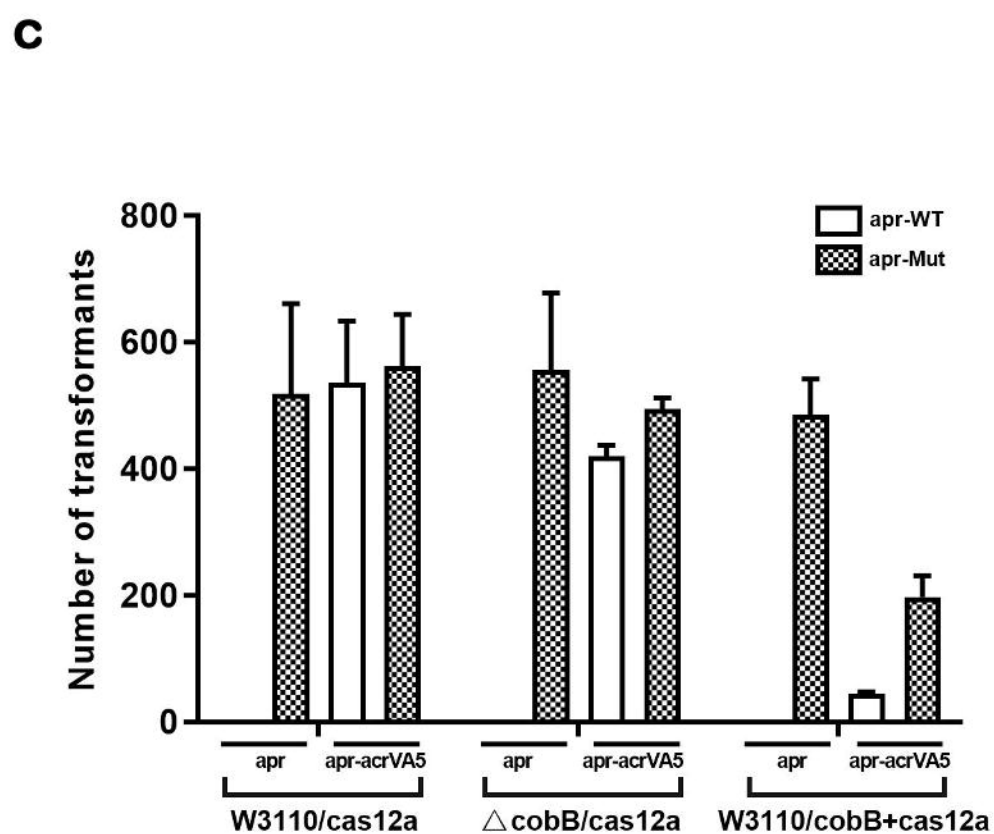 c
apr-WT
apr-Mut
Number of transformants
800
600
400
200
0
apr apr-acrVA5 apr apr-acrVA5 apr apr-acrVA5
W3110/cas12a △cobB/cas12a W3110/cobB+cas12a